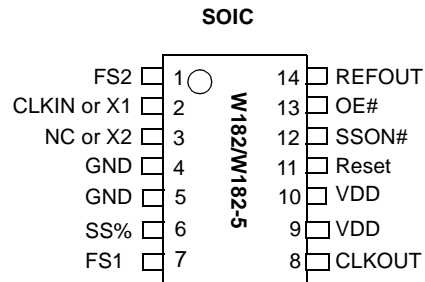 SOIC
FS2 1 14 REFOUT
CLKIN or X1 2 13 OE#
NC or X2 3 12 SSON#
GND 4 11 Reset
GND 5 10 VDD
SS% 6 9 VDD
FS1 7 8 CLKOUT
W182/W182-5